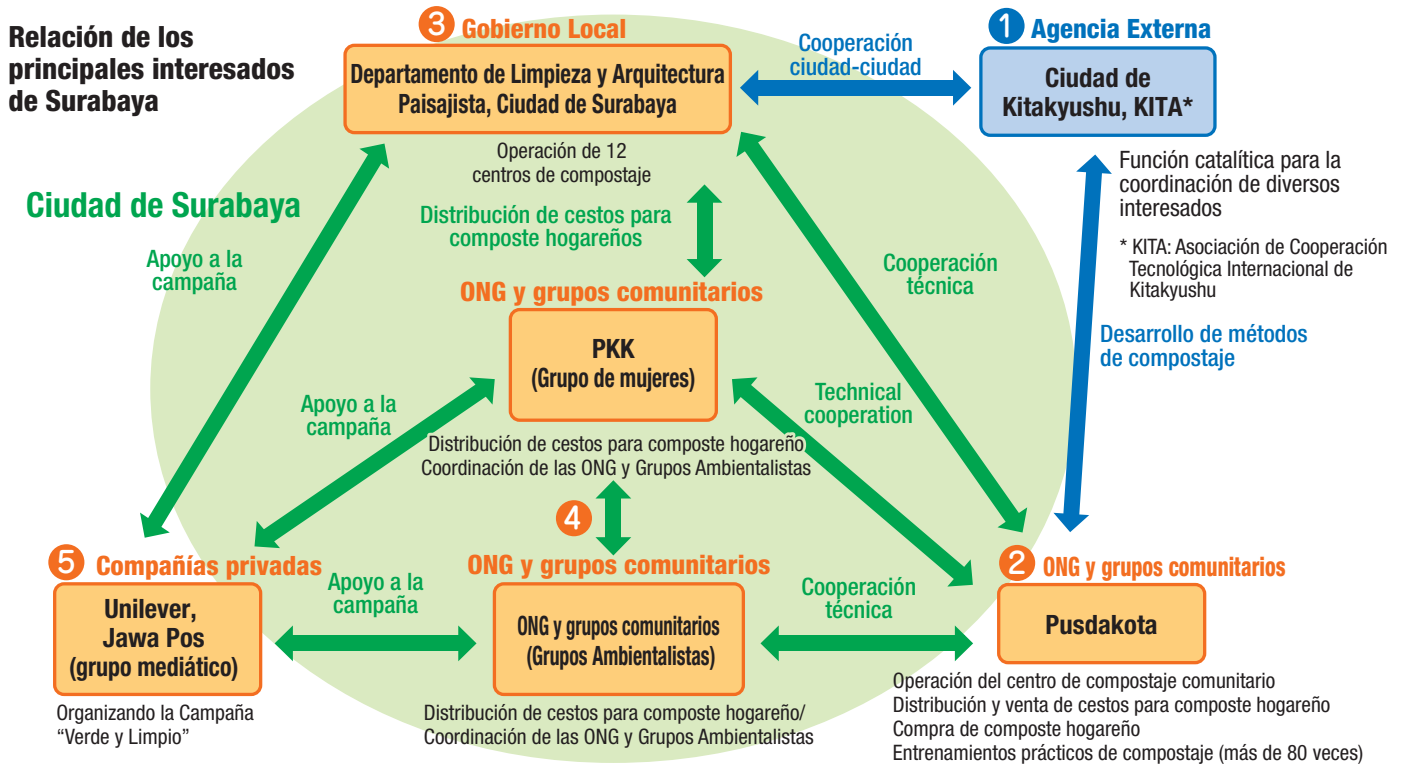 Relación de los
principales interesados
de Surabaya
3 Gobierno Local
Departamento de Limpieza y Arquitectura
Paisajista, Ciudad de Surabaya
Operación de 12
centros de compostaje
Cooperación
ciudad-ciudad
1 Agencia Externa
Ciudad de
Kitakyushu, KITA*
Función catalítica para la
coordinación de diversos
interesados
* KITA: Asociación de Cooperación
Tecnológica Internacional de
Kitakyushu
Ciudad de Surabaya
Apoyo a la
campaña
Distribución de cestos para
composte hogareños
Cooperación
técnica
Desarrollo de métodos
de compostaje
ONG y grupos comunitarios
PKK
(Grupo de mujeres)
Apoyo a la
campaña
Technical
cooperation
Distribución de cestos para composte hogareño
Coordinación de las ONG y Grupos Ambientalistas
4
5 Compañías privadas
Unilever,
Jawa Pos
(grupo mediático)
Organizando la Campaña
“Verde y Limpio”
Apoyo a la
campaña
ONG y grupos comunitarios
ONG y grupos comunitarios
(Grupos Ambientalistas)
Distribución de cestos para composte hogareño/
Coordinación de las ONG y Grupos Ambientalistas
Cooperación
técnica
2 ONG y grupos comunitarios
Pusdakota
Operación del centro de compostaje comunitario
Distribución y venta de cestos para composte hogareño
Compra de composte hogareño
Entrenamientos prácticos de compostaje (más de 80 veces)